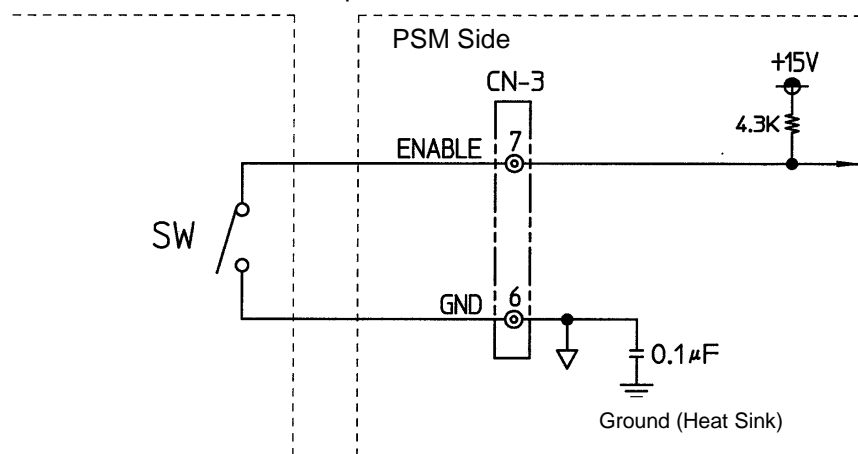 PSM Side
+15V
CN-3
4.3K
ENABLE
7
SW
GND
6
0.1μF
Ground (Heat Sink)